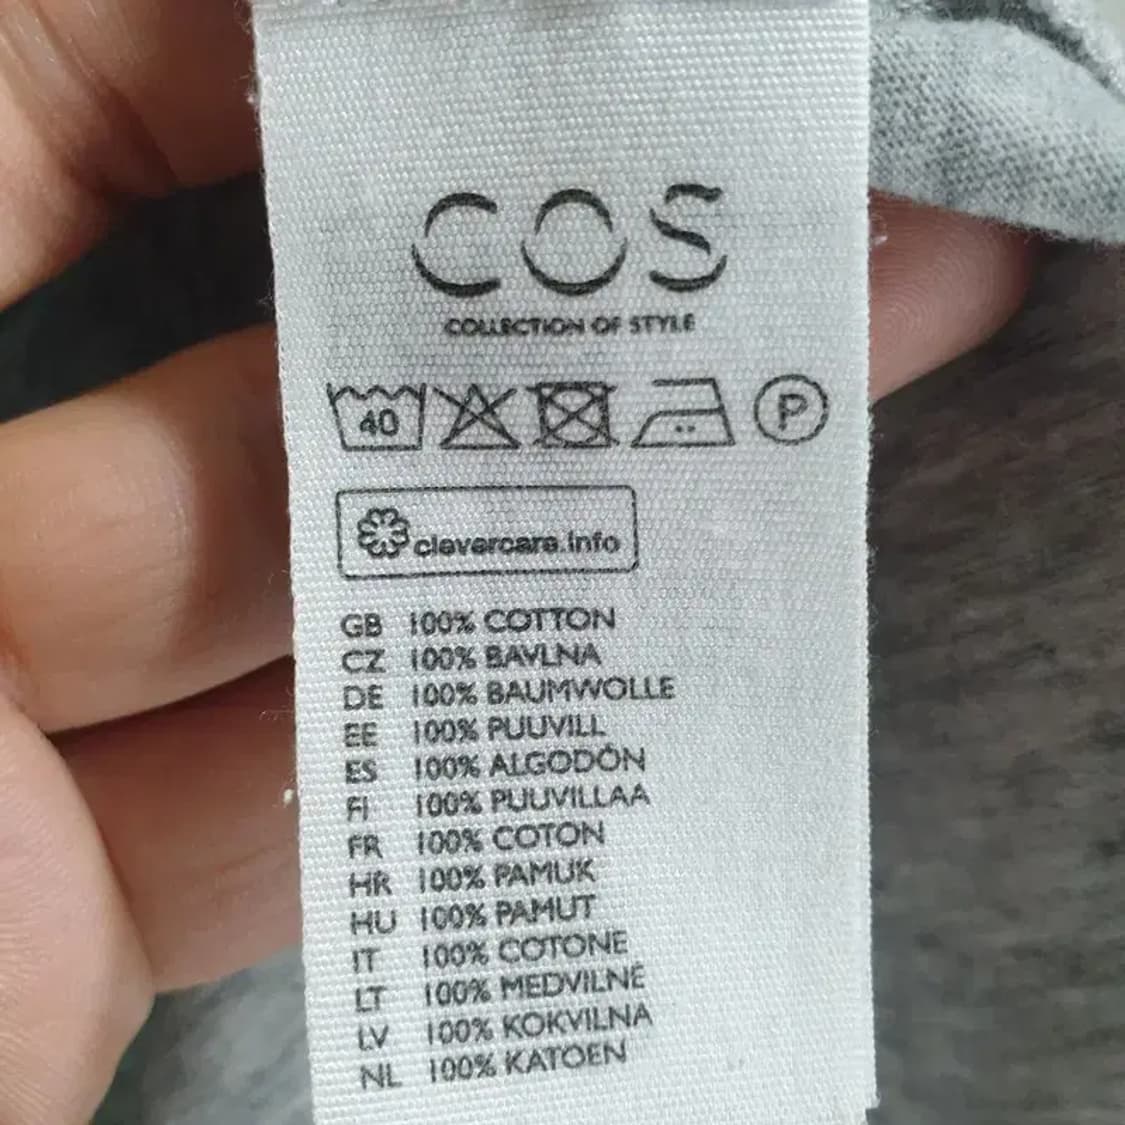 COS
COLLECTION OF STYLE
40 P
clevercare.info
GB 100% COTTON
CZ 100% BAVLNA
DE 100% BAUMWOLLE
EE 100% PUUVILL
ES 100% ALGODÓN
FI 100% PUUVILLAA
FR 100% COTON
HR 100% PAMUK
HU 100% PAMUT
IT 100% COTONE
LT 100% MEDVILNĖ
LV 100% KOKVILNA
NL 100% KATOEN